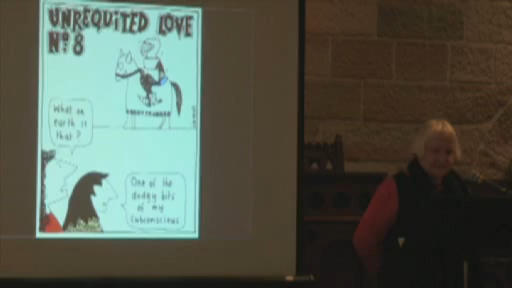 UNREQUITED LOVE
Nº 8
What on
earth is
that?
One of the
dodgy bits
of my
subconscious